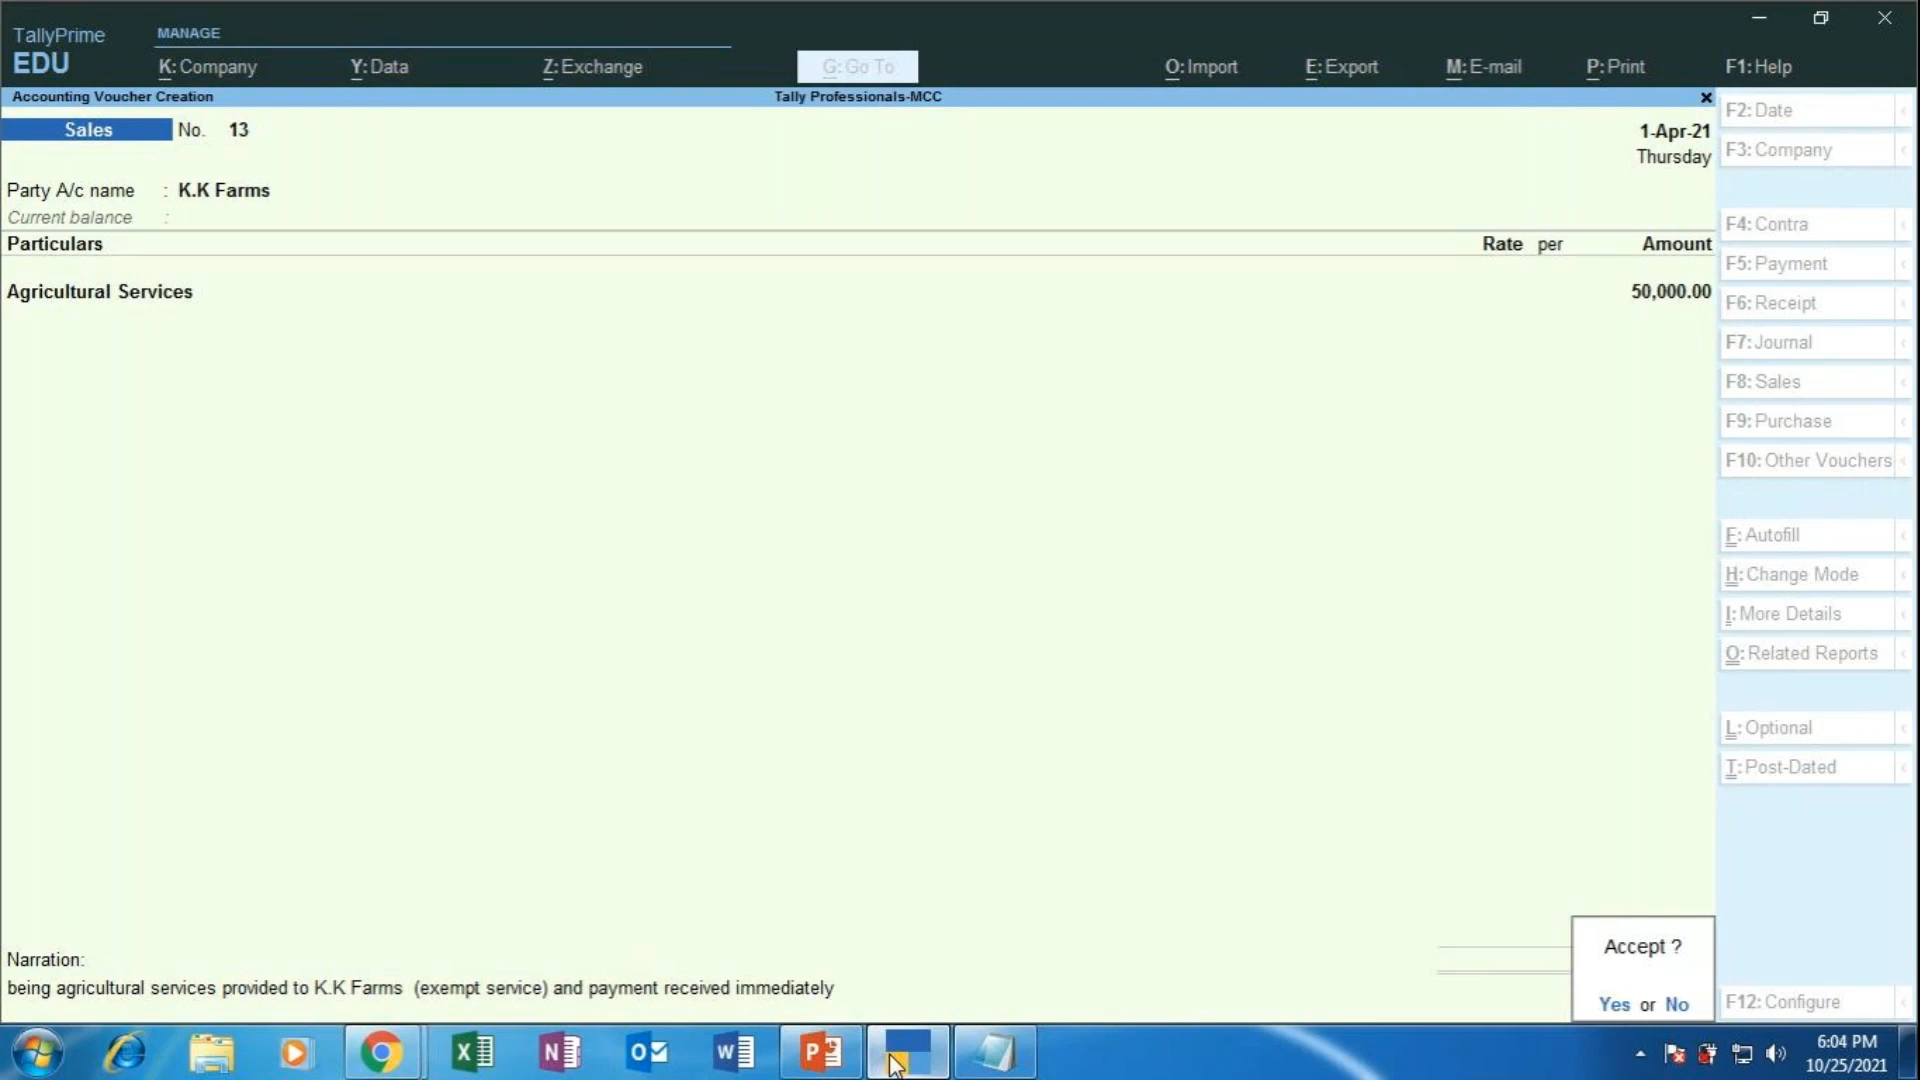 TallyPrime
EDU
MANAGE
K: Company Y: Data Z: Exchange G: Go To O: Import E: Export M: E-mail P: Print F1: Help
Accounting Voucher Creation Tally Professionals-MCC
Sales No. 13 1-Apr-21
Thursday
Party A/c name : K.K Farms
Current balance :
Particulars Rate per Amount
Agricultural Services 50,000.00
F2: Date
F3: Company
F4: Contra
F5: Payment
F6: Receipt
F7: Journal
F8: Sales
F9: Purchase
F10: Other Vouchers
F: Autofill
H: Change Mode
I: More Details
O: Related Reports
L: Optional
T: Post-Dated
F12: Configure
Narration:
being agricultural services provided to K.K Farms (exempt service) and payment received immediately
Accept ?
Yes or No
6:04 PM
10/25/2021